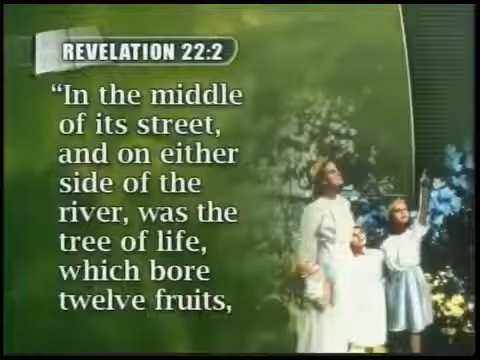 REVELATION 22:2
“In the middle
of its street,
and on either
side of the
river, was the
tree of life,
which bore
twelve fruits,